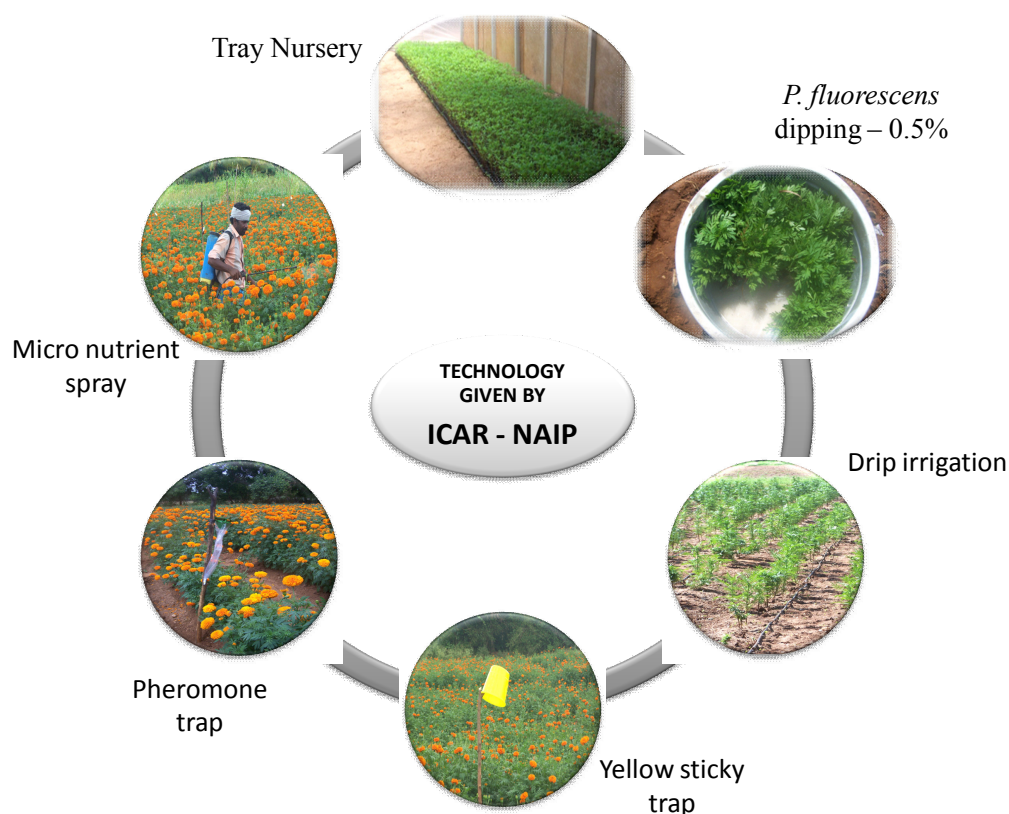 Tray Nursery
P. fluorescens
dipping – 0.5%
Micro nutrient
spray
TECHNOLOGY
GIVEN BY
ICAR - NAIP
Drip irrigation
Pheromone
trap
Yellow sticky
trap